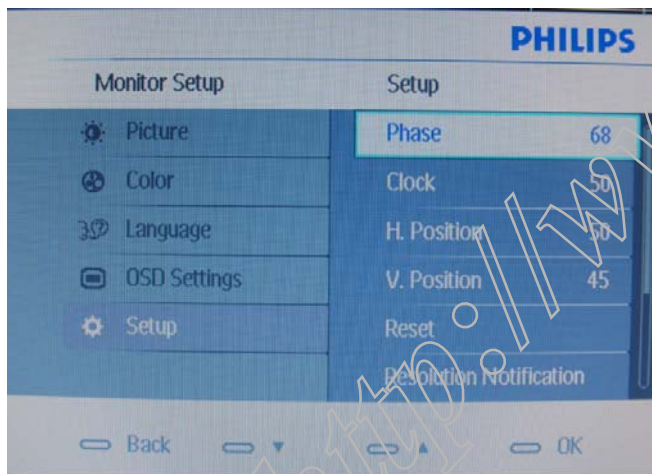 PHILIPS
Monitor Setup Setup
Picture Phase 68
Color Clock 50
Language H. Position 50
OSD Settings V. Position 45
Setup Reset
Resolution Notification
Back OK
http://w